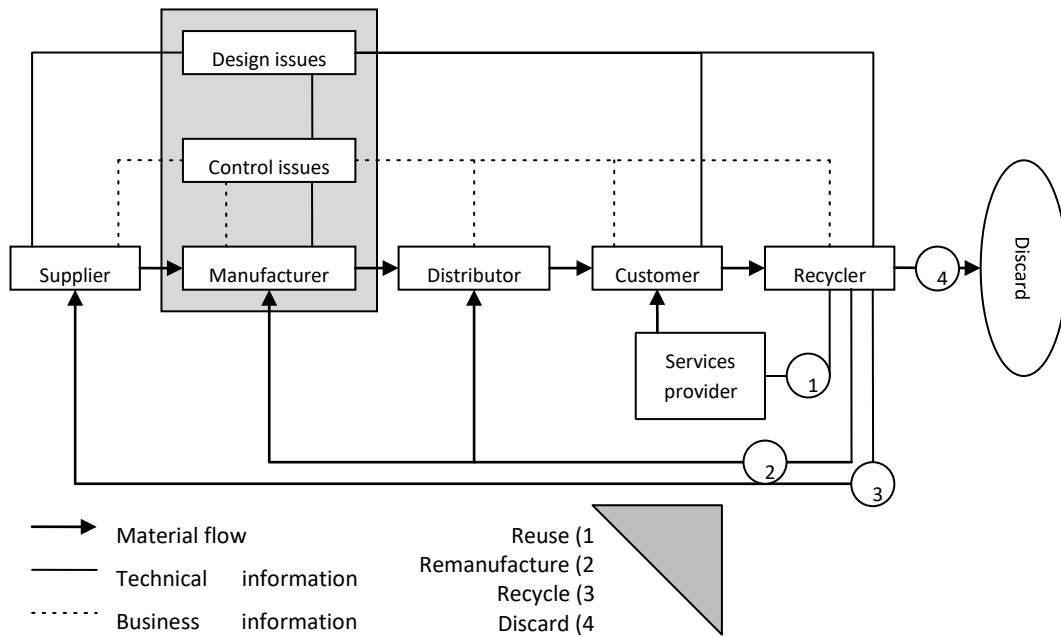 Design issues
Control issues
Supplier
Manufacturer
Distributor
Customer
Recycler
4
Discard
Services
provider
1
2
3
Material flow
Technical information
Business information
Reuse (1
Remanufacture (2
Recycle (3
Discard (4